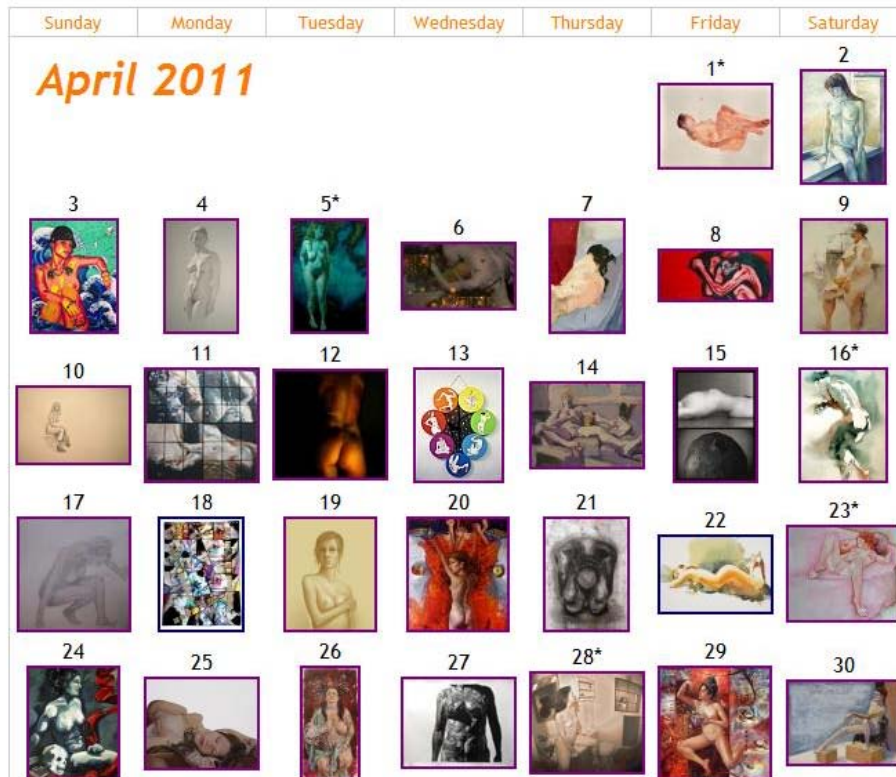 Sunday Monday Tuesday Wednesday Thursday Friday Saturday
April 2011
1* 2
3 4 5* 6 7 8 9
10 11 12 13 14 15 16*
17 18 19 20 21 22 23*
24 25 26 27 28* 29 30